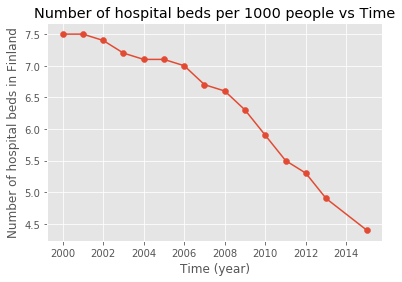 Number of hospital beds per 1000 people vs Time
7.5
7.0
6.5
6.0
5.5
5.0
4.5
Number of hospital beds in Finland
2000 2002 2004 2006 2008 2010 2012 2014
Time (year)